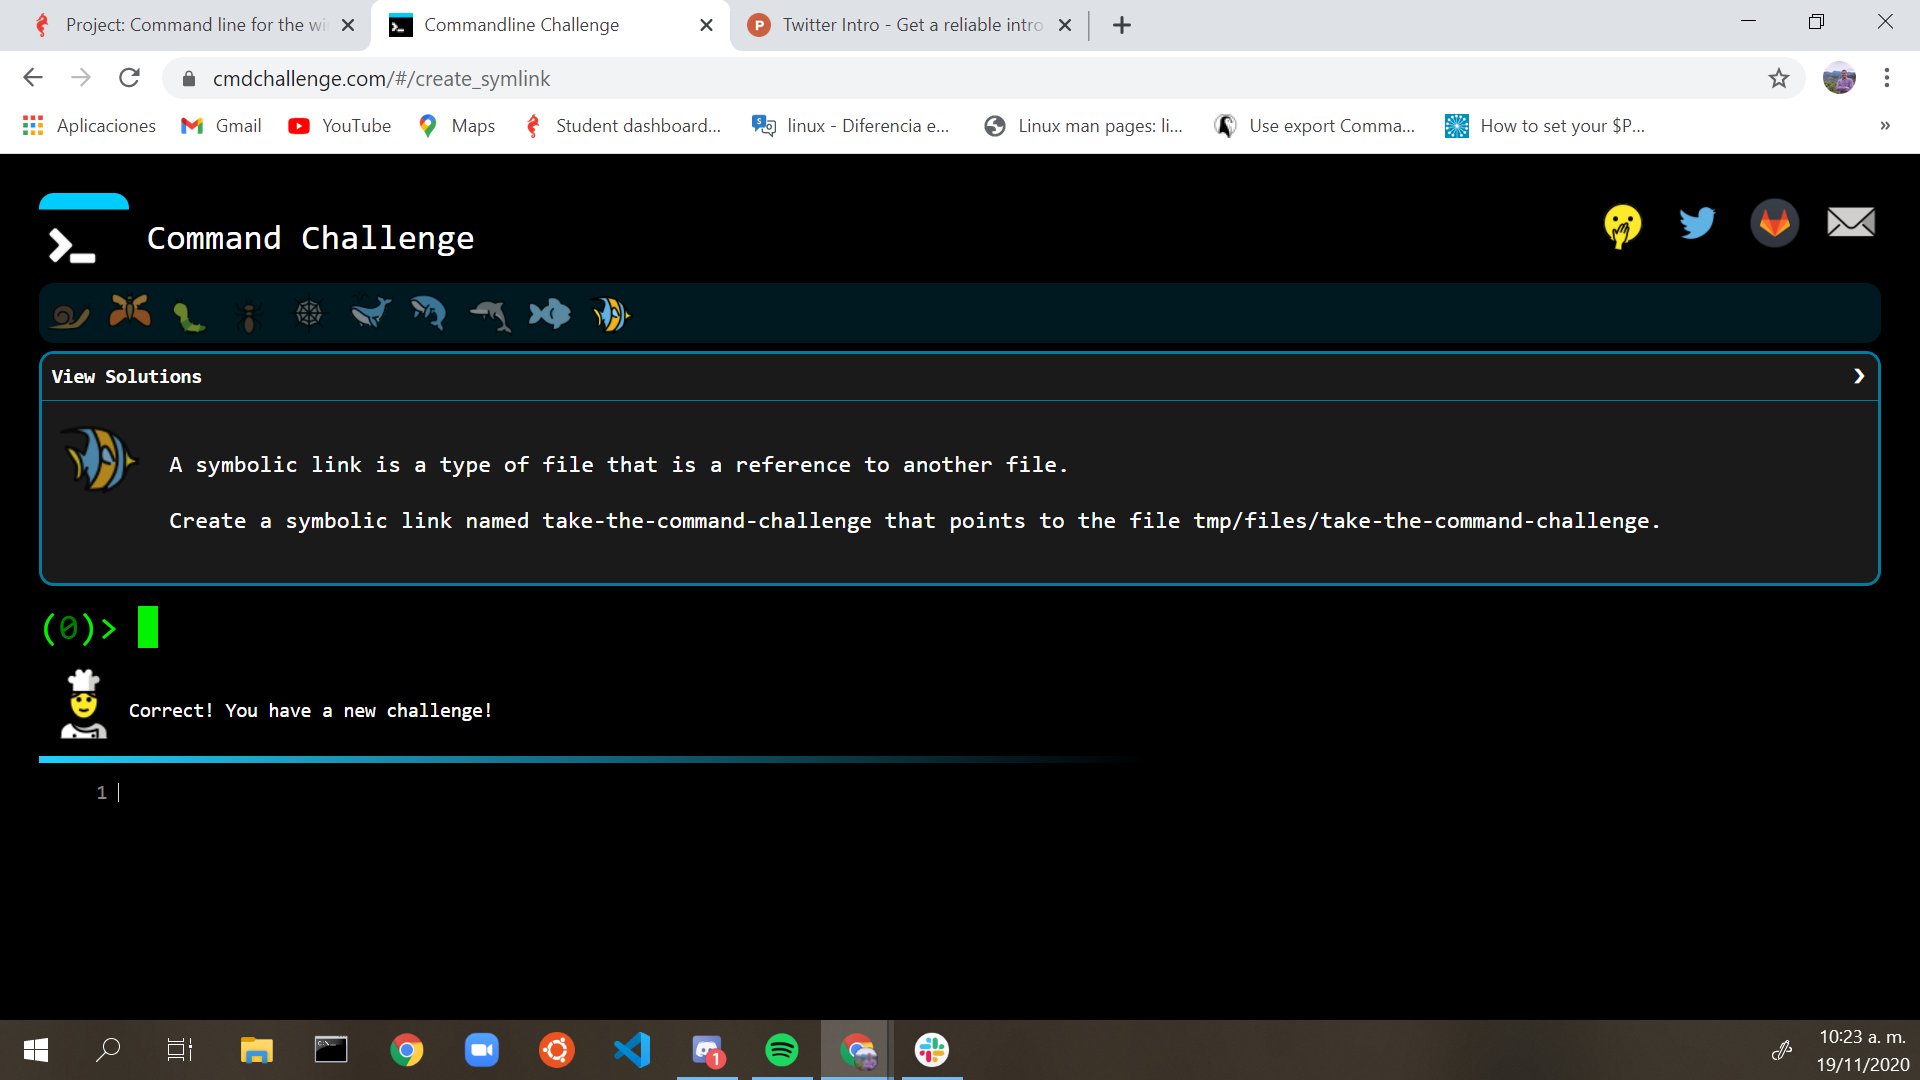 Project: Command line for the wi
Commandline Challenge
Twitter Intro - Get a reliable intro
cmdchallenge.com/#/create_symlink
Aplicaciones
Gmail
YouTube
Maps
Student dashboard...
linux - Diferencia e...
Linux man pages: li...
Use export Comma...
How to set your $P...
»
Command Challenge
View Solutions
A symbolic link is a type of file that is a reference to another file.
Create a symbolic link named take-the-command-challenge that points to the file tmp/files/take-the-command-challenge.
(0)>
Correct! You have a new challenge!
1
1
10:23 a. m.
19/11/2020